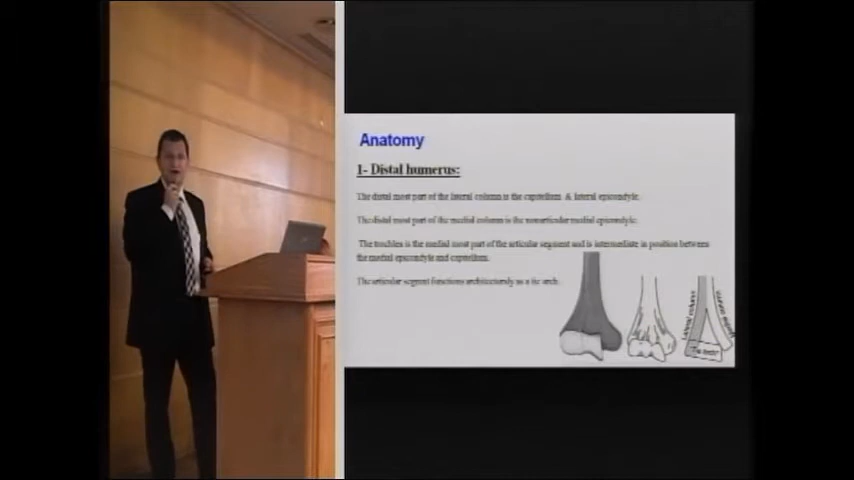 Anatomy
1- Distal humerus:
The distal most part of the lateral column is the capitellum & lateral epicondyle.
The distal most part of the medial column is the nonarticular medial epicondyle.
The trochlea is the medial most part of the articular segment and is intermediate in position between
the medial epicondyle and capitellum.
The articular segment functions architecturally as a tie arch.
Lateral column